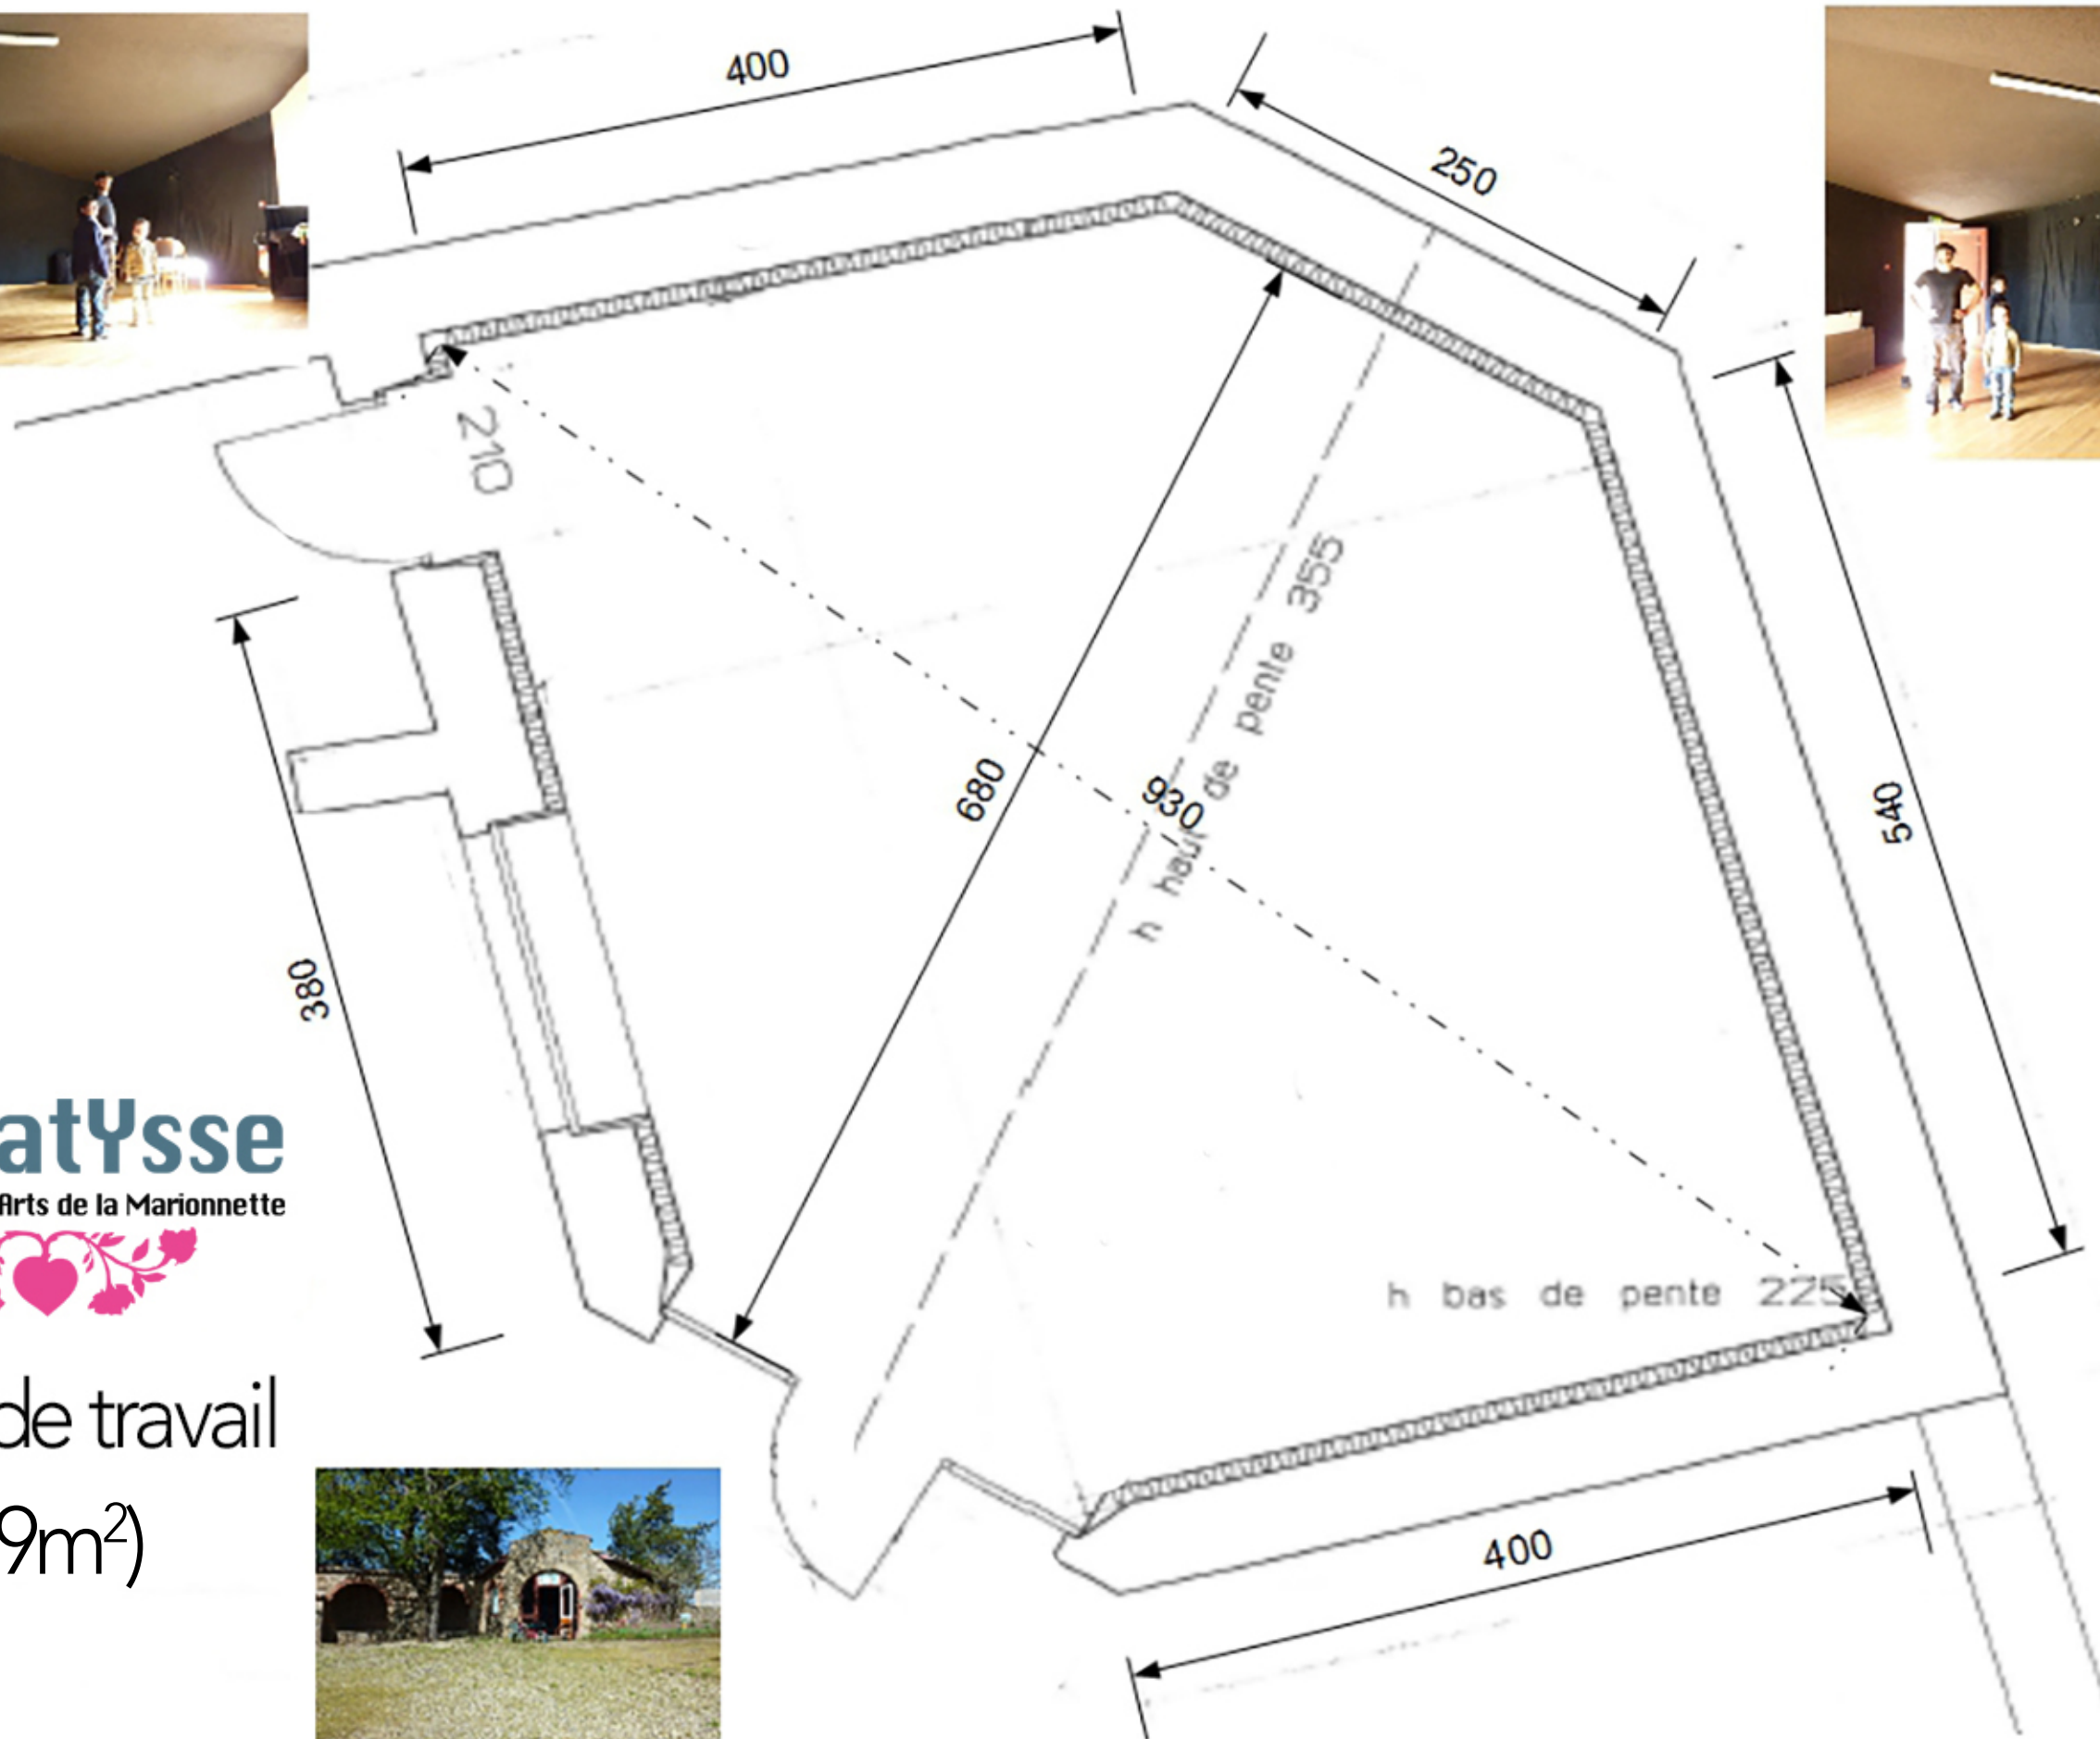 400
250
210
h haut de pente 355
680
930
540
380
h bas de pente 225
atYsse
Arts de la Marionnette
de travail
9m²)
400